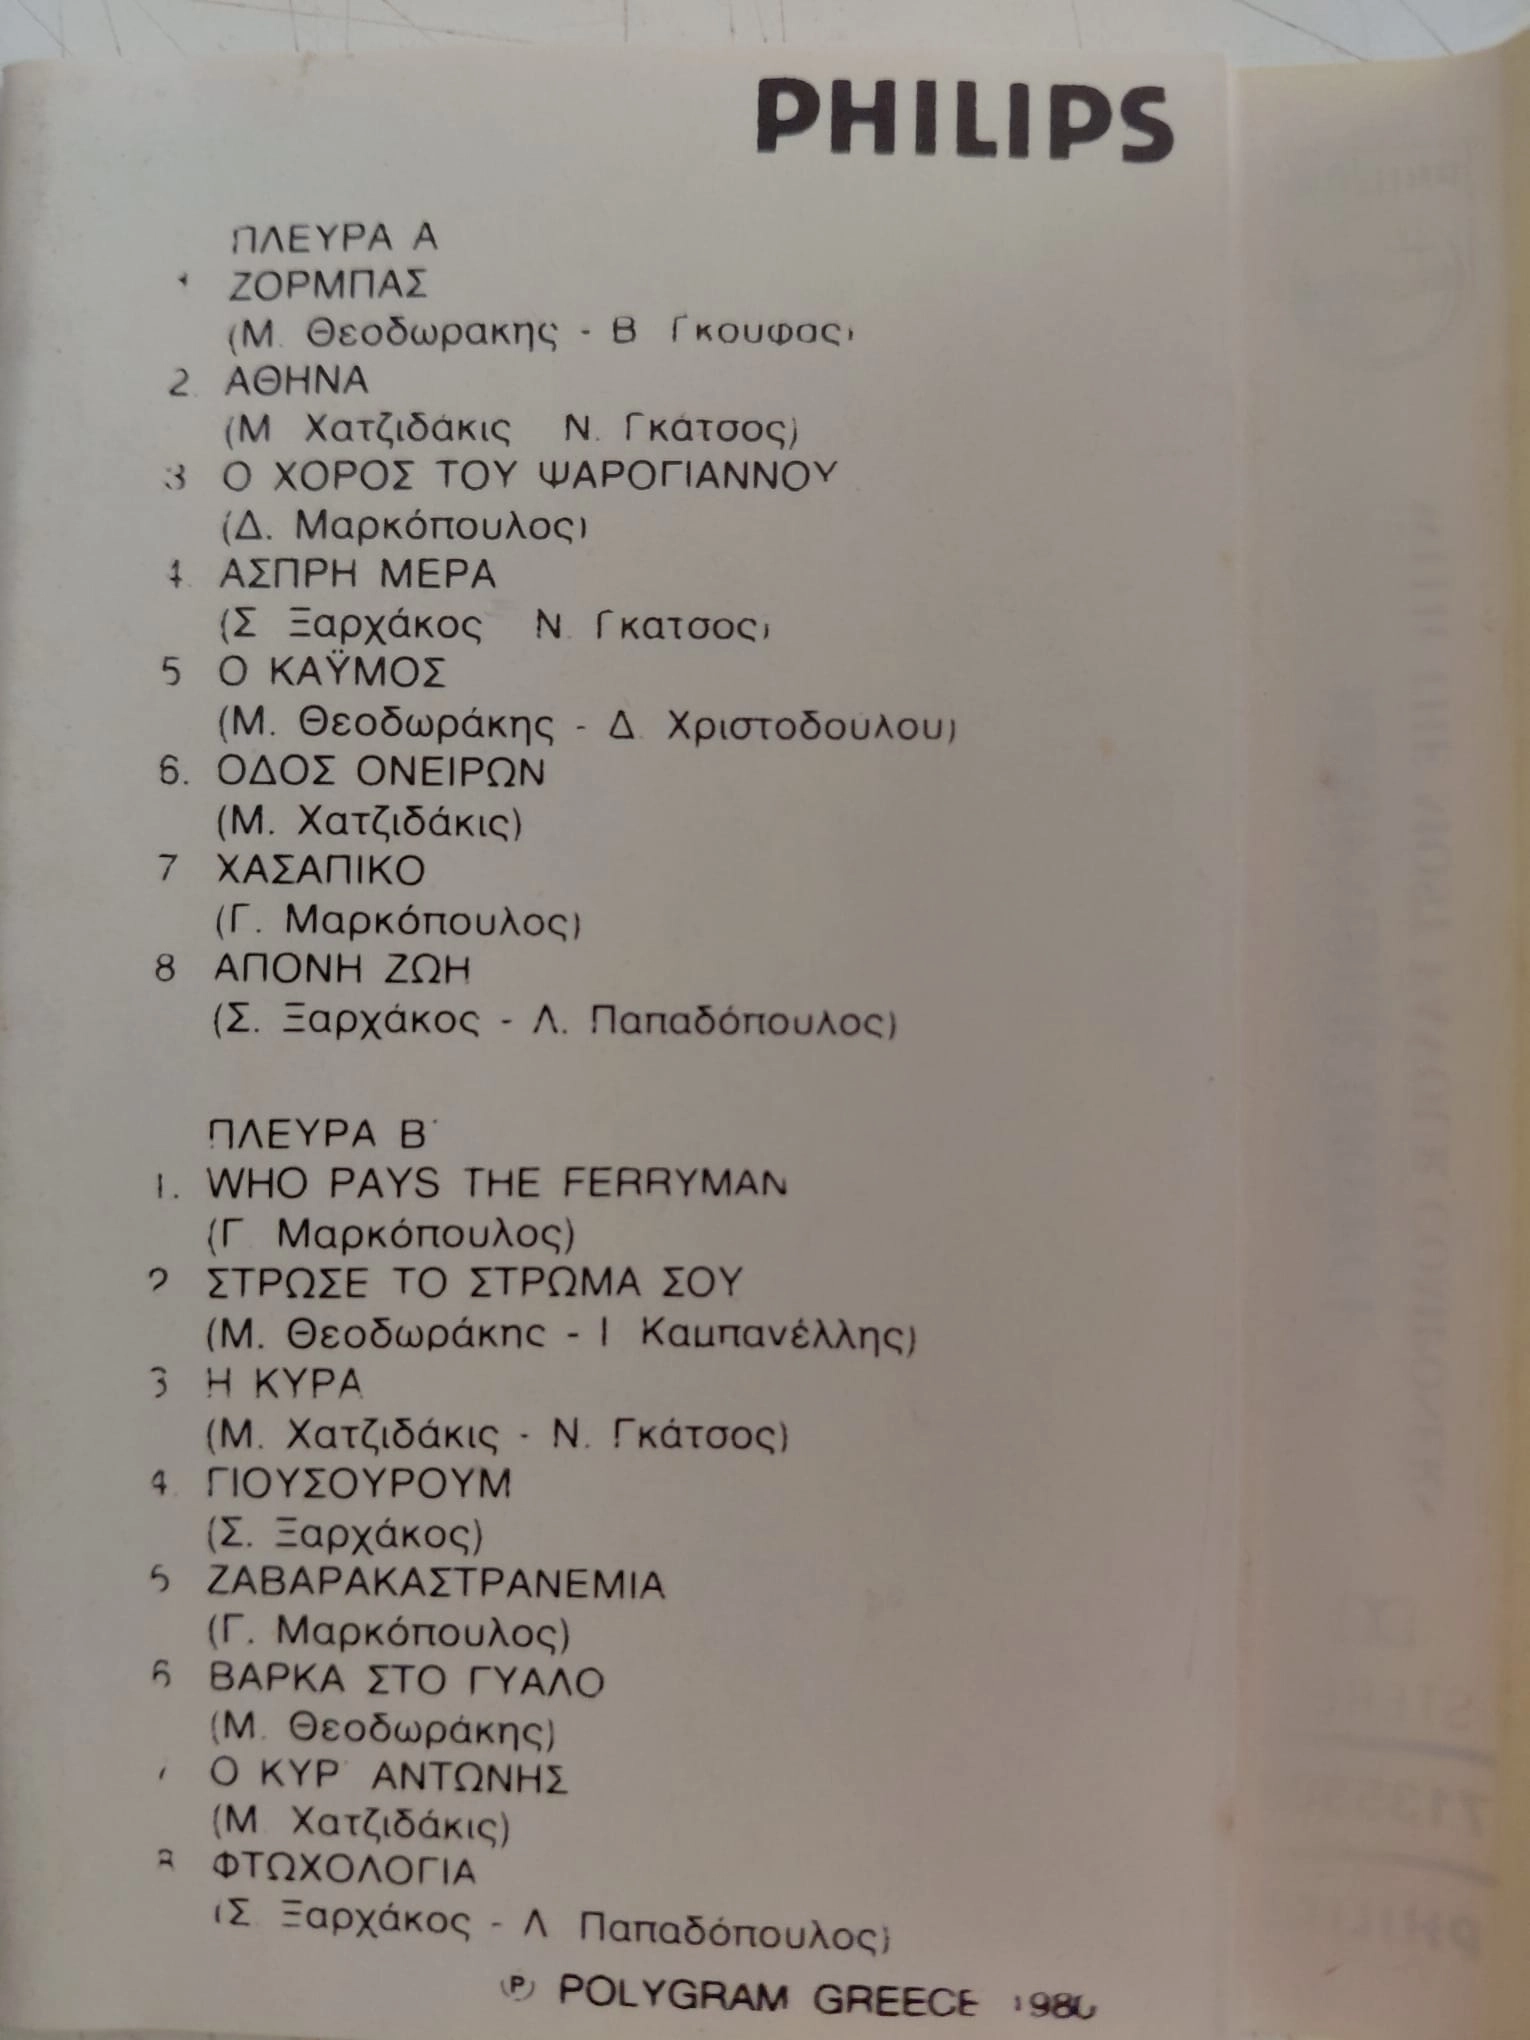 PHILIPS
ΠΛΕΥΡΑ Α
ΖΟΡΜΠΑΣ
(Μ. Θεοδωρακης - Β Γκουφας)
2. ΑΘΗΝΑ
(Μ Χατζιδάκις Ν. Γκάτσος)
3 Ο ΧΟΡΟΣ ΤΟΥ ΨΑΡΟΓΙΑΝΝΟΥ
(Δ. Μαρκόπουλος)
4. ΑΣΠΡΗ ΜΕΡΑ
(Σ Ξαρχάκος Ν. Γκατσος)
5 Ο ΚΑΫΜΟΣ
(Μ. Θεοδωράκης - Δ. Χριστοδουλου)
6. ΟΔΟΣ ΟΝΕΙΡΩΝ
(Μ. Χατζιδάκις)
7 ΧΑΣΑΠΙΚΟ
(Γ. Μαρκόπουλος)
8 ΑΠΟΝΗ ΖΩΗ
(Σ. Ξαρχάκος - Λ. Παπαδόπουλος)
ΠΛΕΥΡΑ Β'
1. WHO PAYS THE FERRYMAN
(Γ. Μαρκόπουλος)
2 ΣΤΡΩΣΕ ΤΟ ΣΤΡΩΜΑ ΣΟΥ
(Μ. Θεοδωράκης - Ι Καμπανέλλης)
3 Η ΚΥΡΑ
(Μ. Χατζιδάκις - Ν. Γκάτσος)
4. ΓΙΟΥΣΟΥΡΟΥΜ
(Σ. Ξαρχάκος)
5 ΖΑΒΑΡΑΚΑΣΤΡΑΝΕΜΙΑ
(Γ. Μαρκόπουλος)
6 ΒΑΡΚΑ ΣΤΟ ΓΥΑΛΟ
(Μ. Θεοδωράκης)
Ο ΚΥΡ' ΑΝΤΩΝΗΣ
(Μ. Χατζιδάκις)
8 ΦΤΩΧΟΛΟΓΙΑ
(Σ. Ξαρχάκος - Λ Παπαδόπουλος)
℗ POLYGRAM GREECE